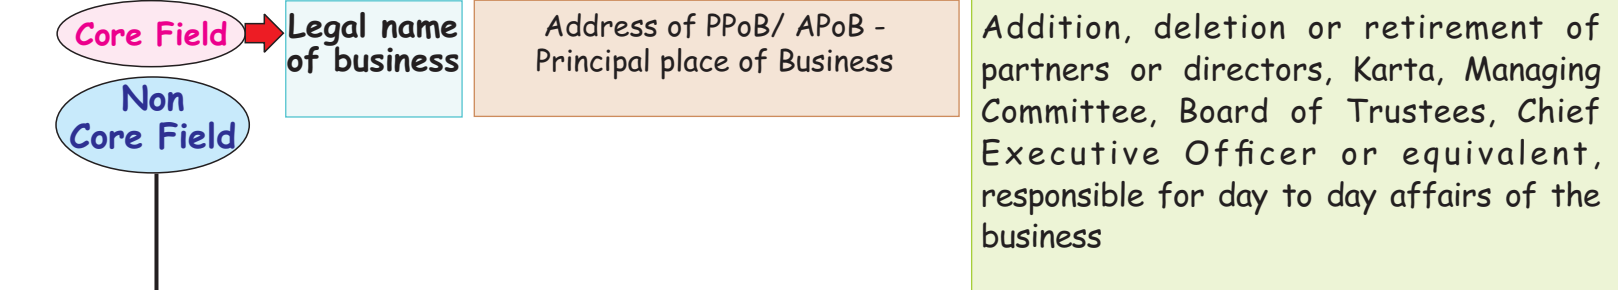 Core Field
Legal name
of business
Address of PPoB/ APoB -
Principal place of Business
Addition, deletion or retirement of
partners or directors, Karta, Managing
Committee, Board of Trustees, Chief
Executive Officer or equivalent,
responsible for day to day affairs of the
business
Non
Core Field